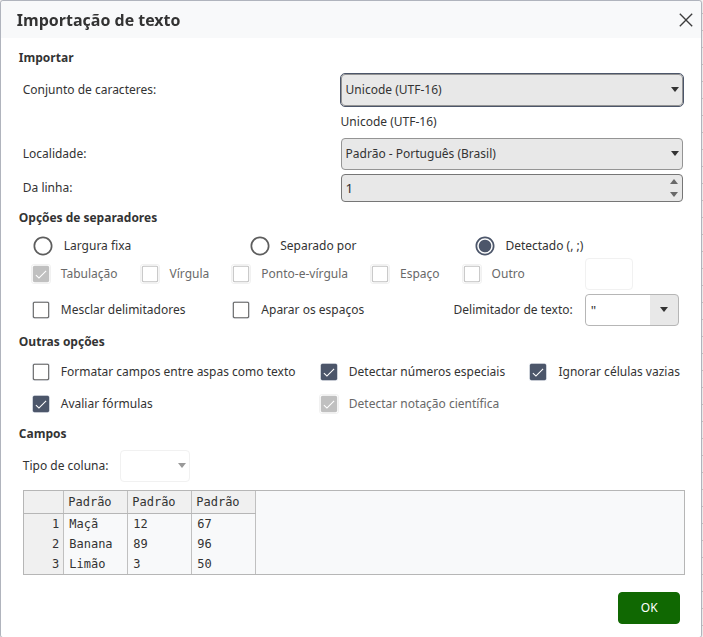 Importação de texto
Importar
Conjunto de caracteres: Unicode (UTF-16)
Unicode (UTF-16)
Localidade: Padrão - Português (Brasil)
Da linha: 1
Opções de separadores
Largura fixa Separado por Detectado (, ;)
Tabulação Vírgula Ponto-e-vírgula Espaço Outro
Mesclar delimitadores Aparar os espaços Delimitador de texto: "
Outras opções
Formatar campos entre aspas como texto Detectar números especiais Ignorar células vazias
Avaliar fórmulas Detectar notação científica
Campos
Tipo de coluna:
Padrão Padrão Padrão
1 Maçã 12 67
2 Banana 89 96
3 Limão 3 50
OK